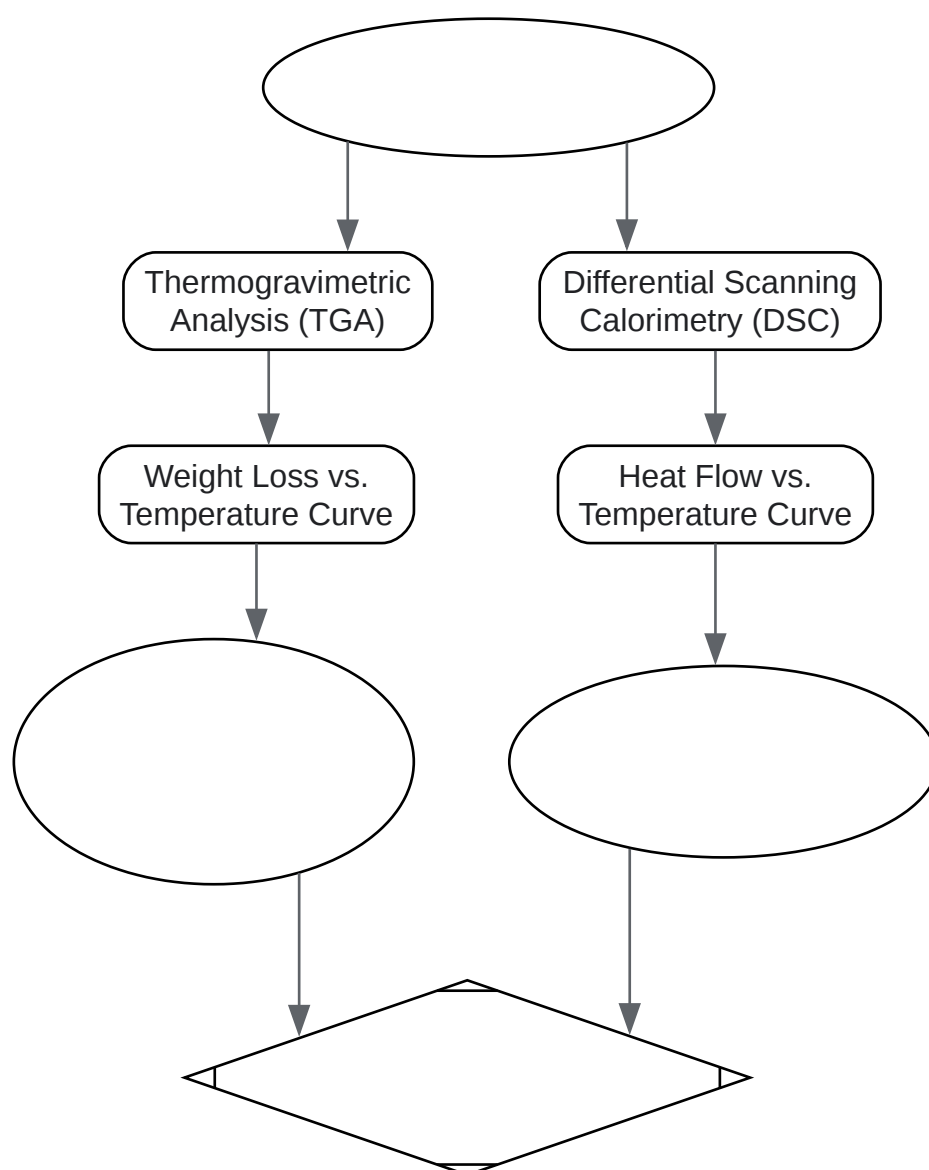 Thermogravimetric
Analysis (TGA)
Differential Scanning
Calorimetry (DSC)
Weight Loss vs.
Temperature Curve
Heat Flow vs.
Temperature Curve